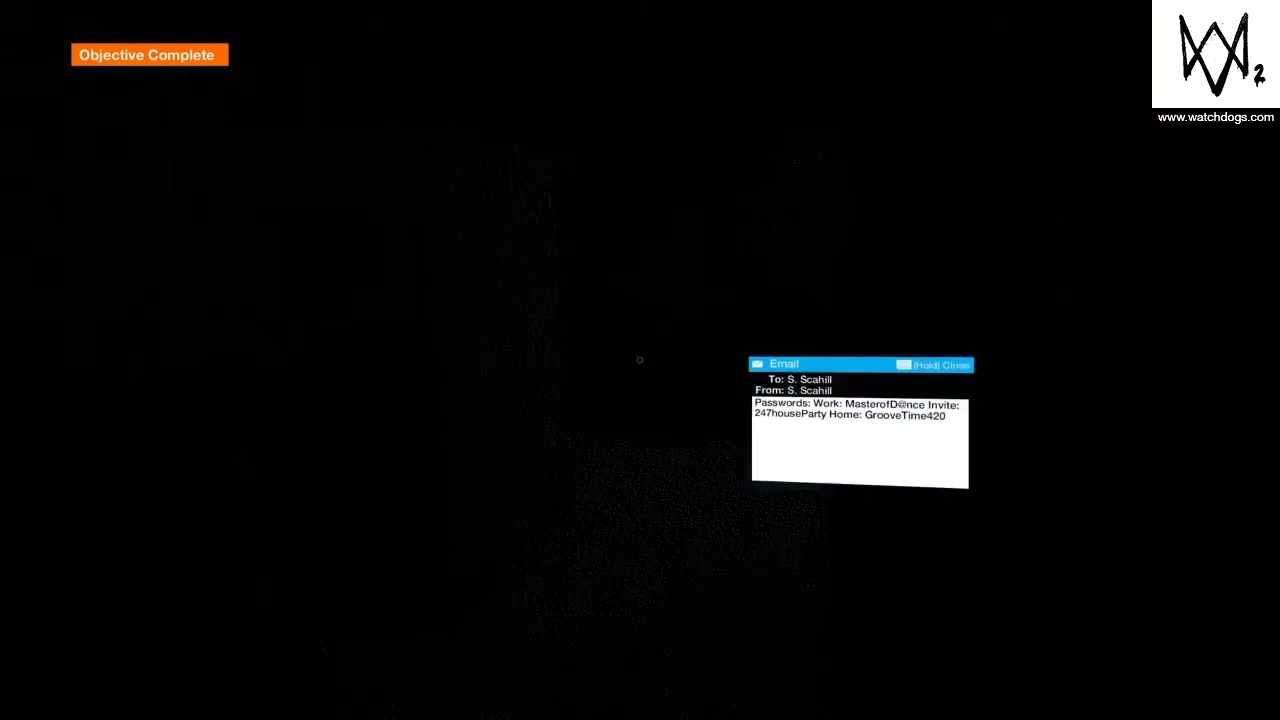 Objective Complete
2
www.watchdogs.com
Email (Hold) Close
To: S. Scahill
From: S. Scahill
Passwords: Work: MasterofD@nce Invite:
247houseParty Home: GrooveTime420